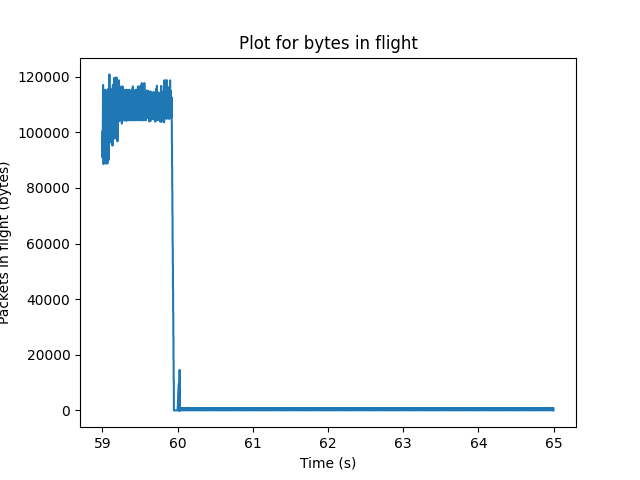 Plot for bytes in flight
120000
100000
80000
60000
40000
20000
0
Packets in flight (bytes)
59 60 61 62 63 64 65
Time (s)